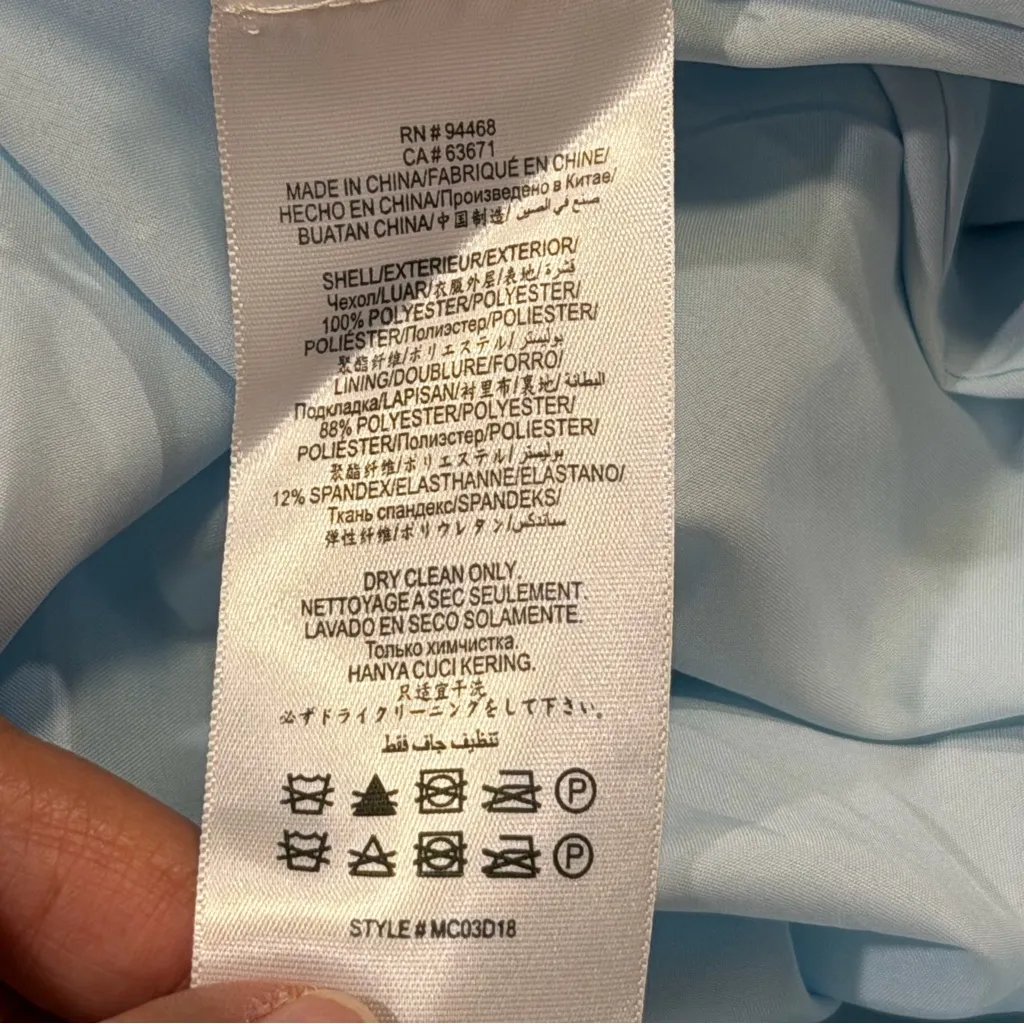 RN # 94468
CA # 63671
MADE IN CHINA/FABRIQUÉ EN CHINE/
HECHO EN CHINA/Произведено в Китае/
BUATAN CHINA/中国制造/ صنع في الصين
SHELL/EXTERIEUR/EXTERIOR/
Чехол/LUAR/衣服外层/表地/قشرة/
100% POLYESTER/POLYESTER/
POLIÉSTER/Полиэстер/POLIESTER/
聚酯纤维/ポリエステル/بوليستر
LINING/DOUBLURE/FORRO/
Подкладка/LAPISAN/衬里布/裏地/البطانة
88% POLYESTER/POLYESTER/
POLIÉSTER/Полиэстер/POLIESTER/
聚酯纤维/ポリエステル/بوليستر
12% SPANDEX/ELASTHANNE/ELASTANO/
Ткань спандекс/SPANDEKS/
弹性纤维/ポリウレタン/سباندكس
DRY CLEAN ONLY.
NETTOYAGE A SEC SEULEMENT.
LAVADO EN SECO SOLAMENTE.
Только химчистка.
HANYA CUCI KERING.
只适宜干洗
必ずドライクリーニングをして下さい。
تنظيف جاف فقط
P
P
STYLE # MC03D18